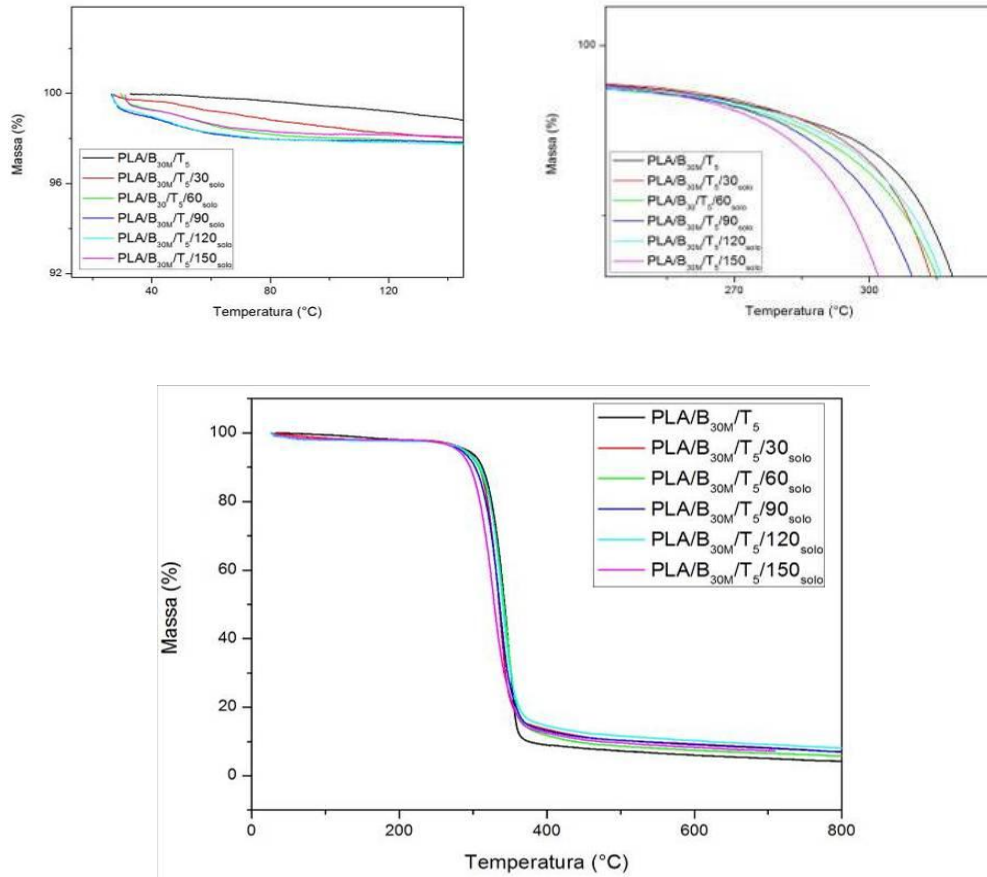 Massa (%)
100
96
92
40
80
120
Temperatura (°C)
PLA/B30M/T5
PLA/B30M/T5/30solo
PLA/B30/T5/60solo
PLA/B30M/T5/90solo
PLA/B30M/T5/120solo
PLA/B30M/T5/150solo
Massa (%)
100
270
300
Temperatura (°C)
PLA/B30M/T5
PLA/B30M/T5/30solo
PLA/B30/T5/60solo
PLA/B30M/T5/90solo
PLA/B30M/T5/120solo
PLA/B30M/T5/150solo
Massa (%)
100
80
60
40
20
0
0
200
400
600
800
Temperatura (°C)
PLA/B30M/T5
PLA/B30M/T5/30solo
PLA/B30M/T5/60solo
PLA/B30M/T5/90solo
PLA/B30M/T5/120solo
PLA/B30M/T5/150solo